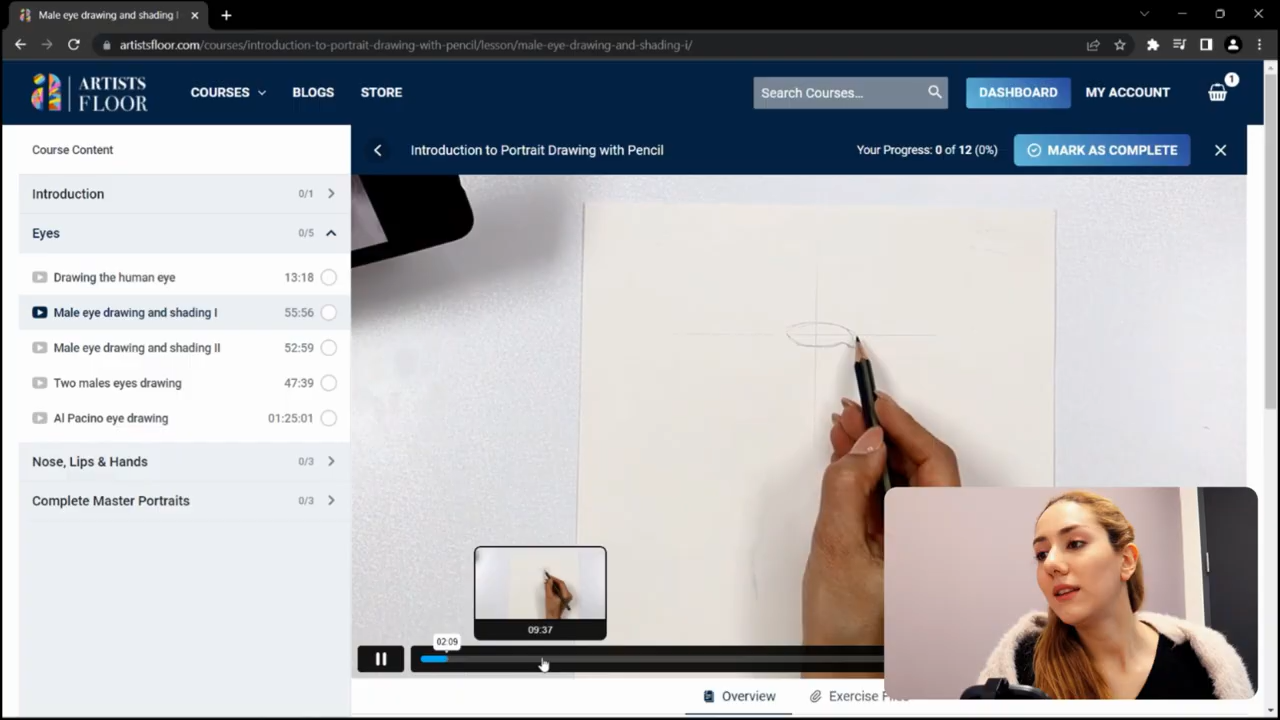 Male eye drawing and shading I
artistsfloor.com/courses/introduction-to-portrait-drawing-with-pencil/lesson/male-eye-drawing-and-shading-i/
ARTISTS
FLOOR
COURSES
BLOGS
STORE
Search Courses...
DASHBOARD
MY ACCOUNT
1
Course Content
Introduction to Portrait Drawing with Pencil
Your Progress: 0 of 12 (0%)
MARK AS COMPLETE
Introduction 0/1
Eyes 0/5
Drawing the human eye 13:18
Male eye drawing and shading I 55:56
Male eye drawing and shading II 52:59
Two males eyes drawing 47:39
Al Pacino eye drawing 01:25:01
Nose, Lips & Hands 0/3
Complete Master Portraits 0/3
09:37
02:09
Overview
Exercise